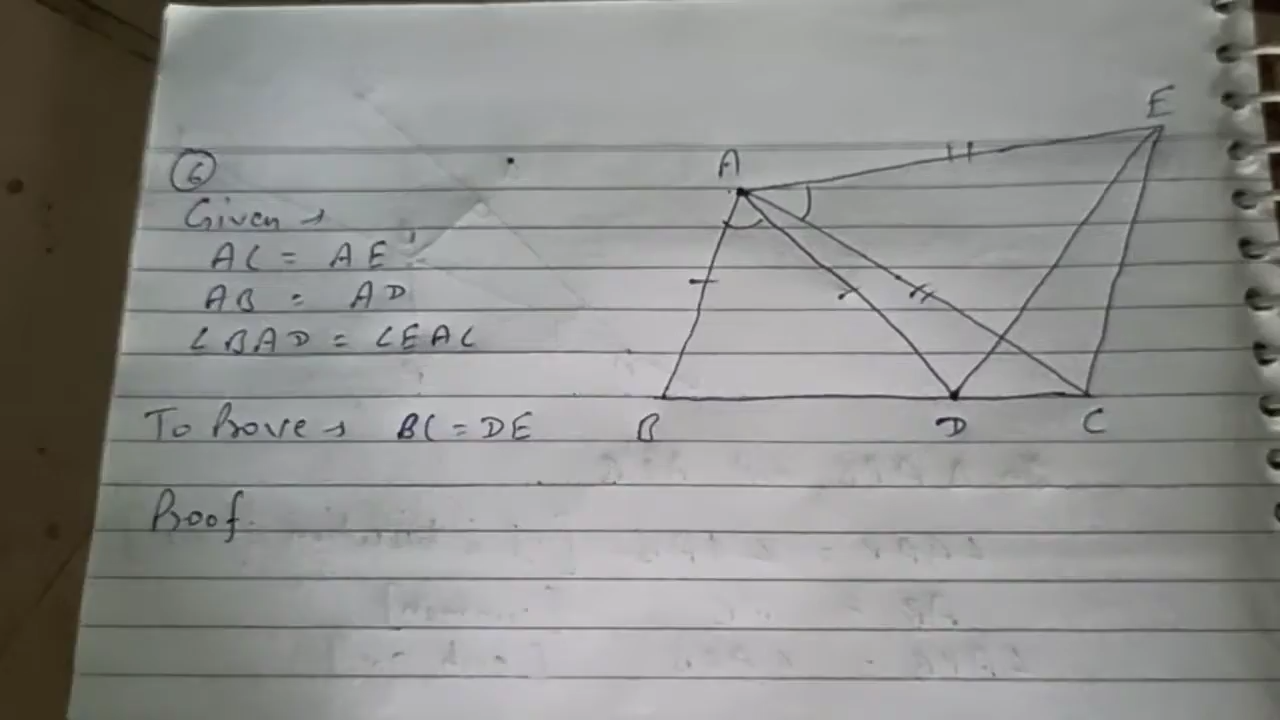 6
Given →
AC = AE
AB = AD
∠BAD = ∠EAC
To Prove → BC = DE
Proof.
A
E
B
D
C